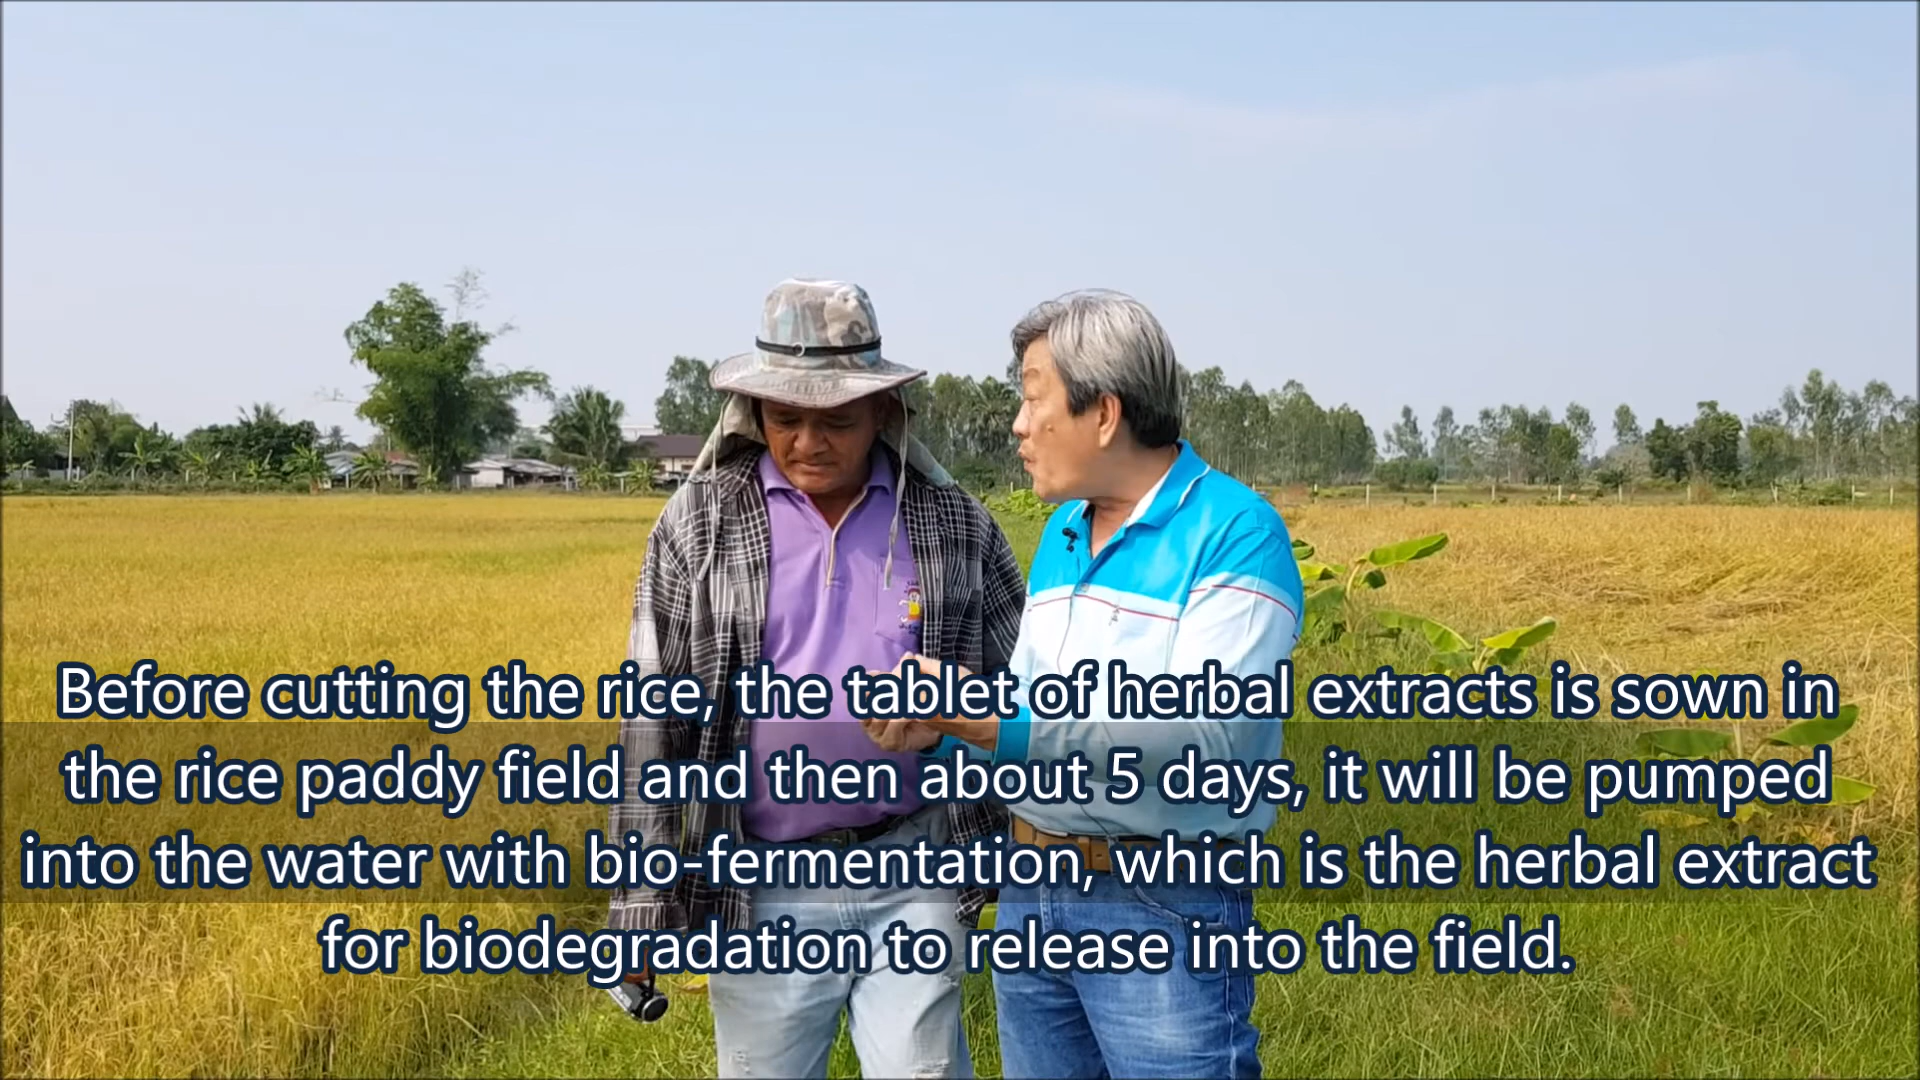 Before cutting the rice, the tablet of herbal extracts is sown in
the rice paddy field and then about 5 days, it will be pumped
into the water with bio-fermentation, which is the herbal extract
for biodegradation to release into the field.